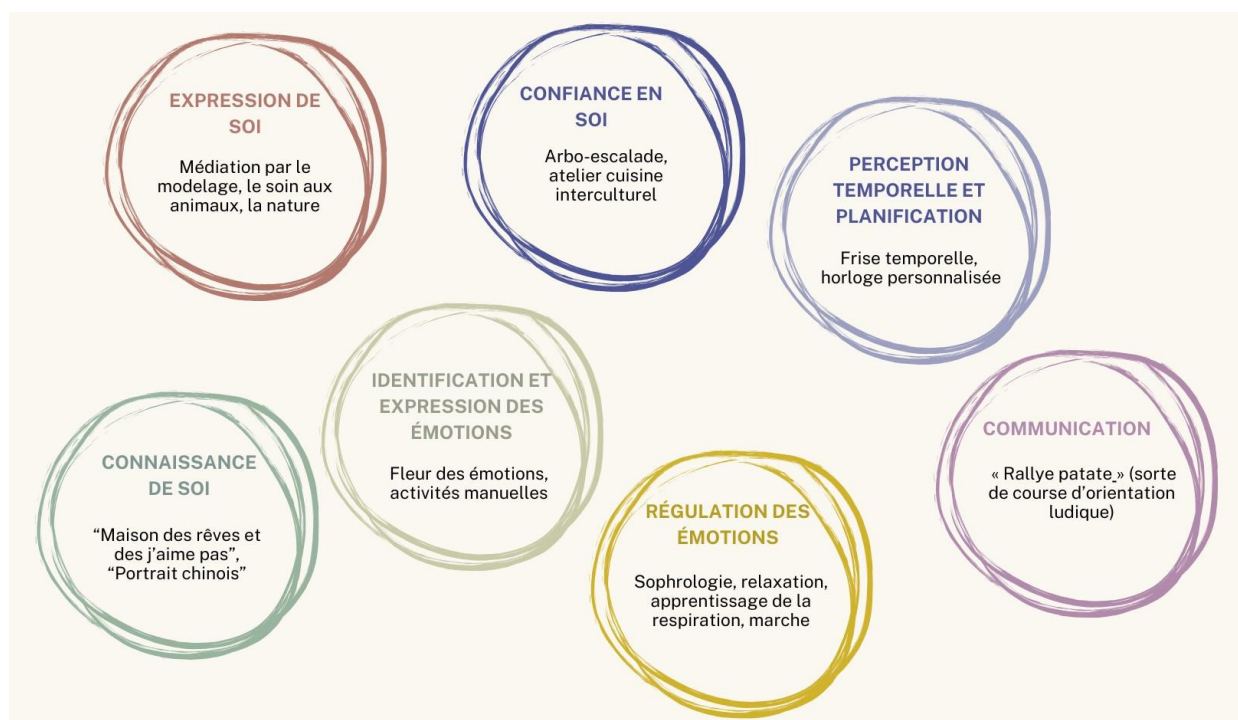 EXPRESSION DE
SOI
Médiation par le
modelage, le soin aux
animaux, la nature
CONFIANCE EN
SOI
Arbo-escalade,
atelier cuisine
interculturel
PERCEPTION
TEMPORELLE ET
PLANIFICATION
Frise temporelle,
horloge personnalisée
IDENTIFICATION ET
EXPRESSION DES
ÉMOTIONS
Fleur des émotions,
activités manuelles
CONNAISSANCE
DE SOI
“Maison des rêves et
des j’aime pas”,
“Portrait chinois”
RÉGULATION DES
ÉMOTIONS
Sophrologie, relaxation,
apprentissage de la
respiration, marche
COMMUNICATION
« Rallye patate » (sorte
de course d’orientation
ludique)